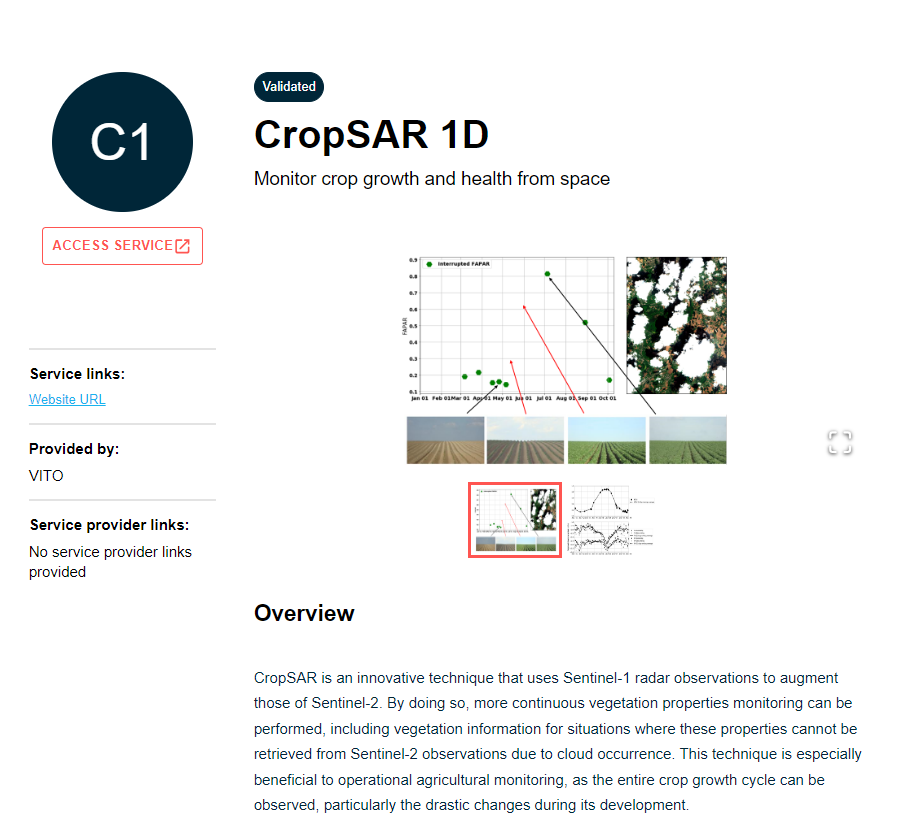 Validated
C1
CropSAR 1D
Monitor crop growth and health from space
ACCESS SERVICE
Interrupted FAPAR
FAPAR
0.9
0.8
0.7
0.6
0.5
0.4
0.3
0.2
0.1
Jan 01 Feb 01 Mar 01 Apr 01 May 01 Jun 01 Jul 01 Aug 01 Sep 01 Oct 01
Service links:
Website URL
Provided by:
VITO
Service provider links:
No service provider links
provided
Overview
CropSAR is an innovative technique that uses Sentinel-1 radar observations to augment
those of Sentinel-2. By doing so, more continuous vegetation properties monitoring can be
performed, including vegetation information for situations where these properties cannot be
retrieved from Sentinel-2 observations due to cloud occurrence. This technique is especially
beneficial to operational agricultural monitoring, as the entire crop growth cycle can be
observed, particularly the drastic changes during its development.